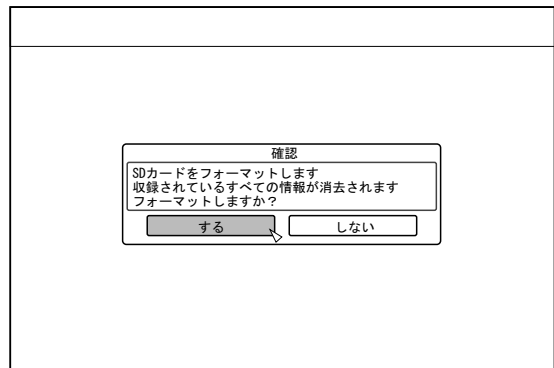 確認
SDカードをフォーマットします
収録されているすべての情報が消去されます
フォーマットしますか？
する
しない